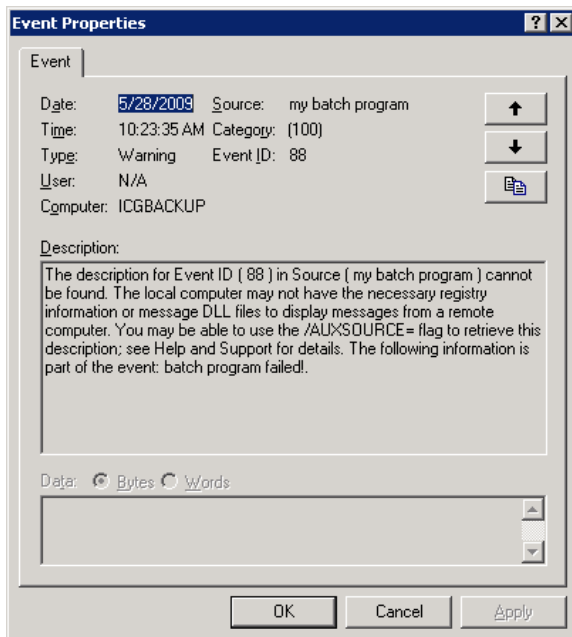 Event Properties
Event
Date: 5/28/2009 Source: my batch program
Time: 10:23:35 AM Category: (100)
Type: Warning Event ID: 88
User: N/A
Computer: ICGBACKUP
Description:
The description for Event ID ( 88 ) in Source ( my batch program ) cannot
be found. The local computer may not have the necessary registry
information or message DLL files to display messages from a remote
computer. You may be able to use the /AUXSOURCE= flag to retrieve this
description; see Help and Support for details. The following information is
part of the event: batch program failed!.
Data: Bytes Words
OK Cancel Apply